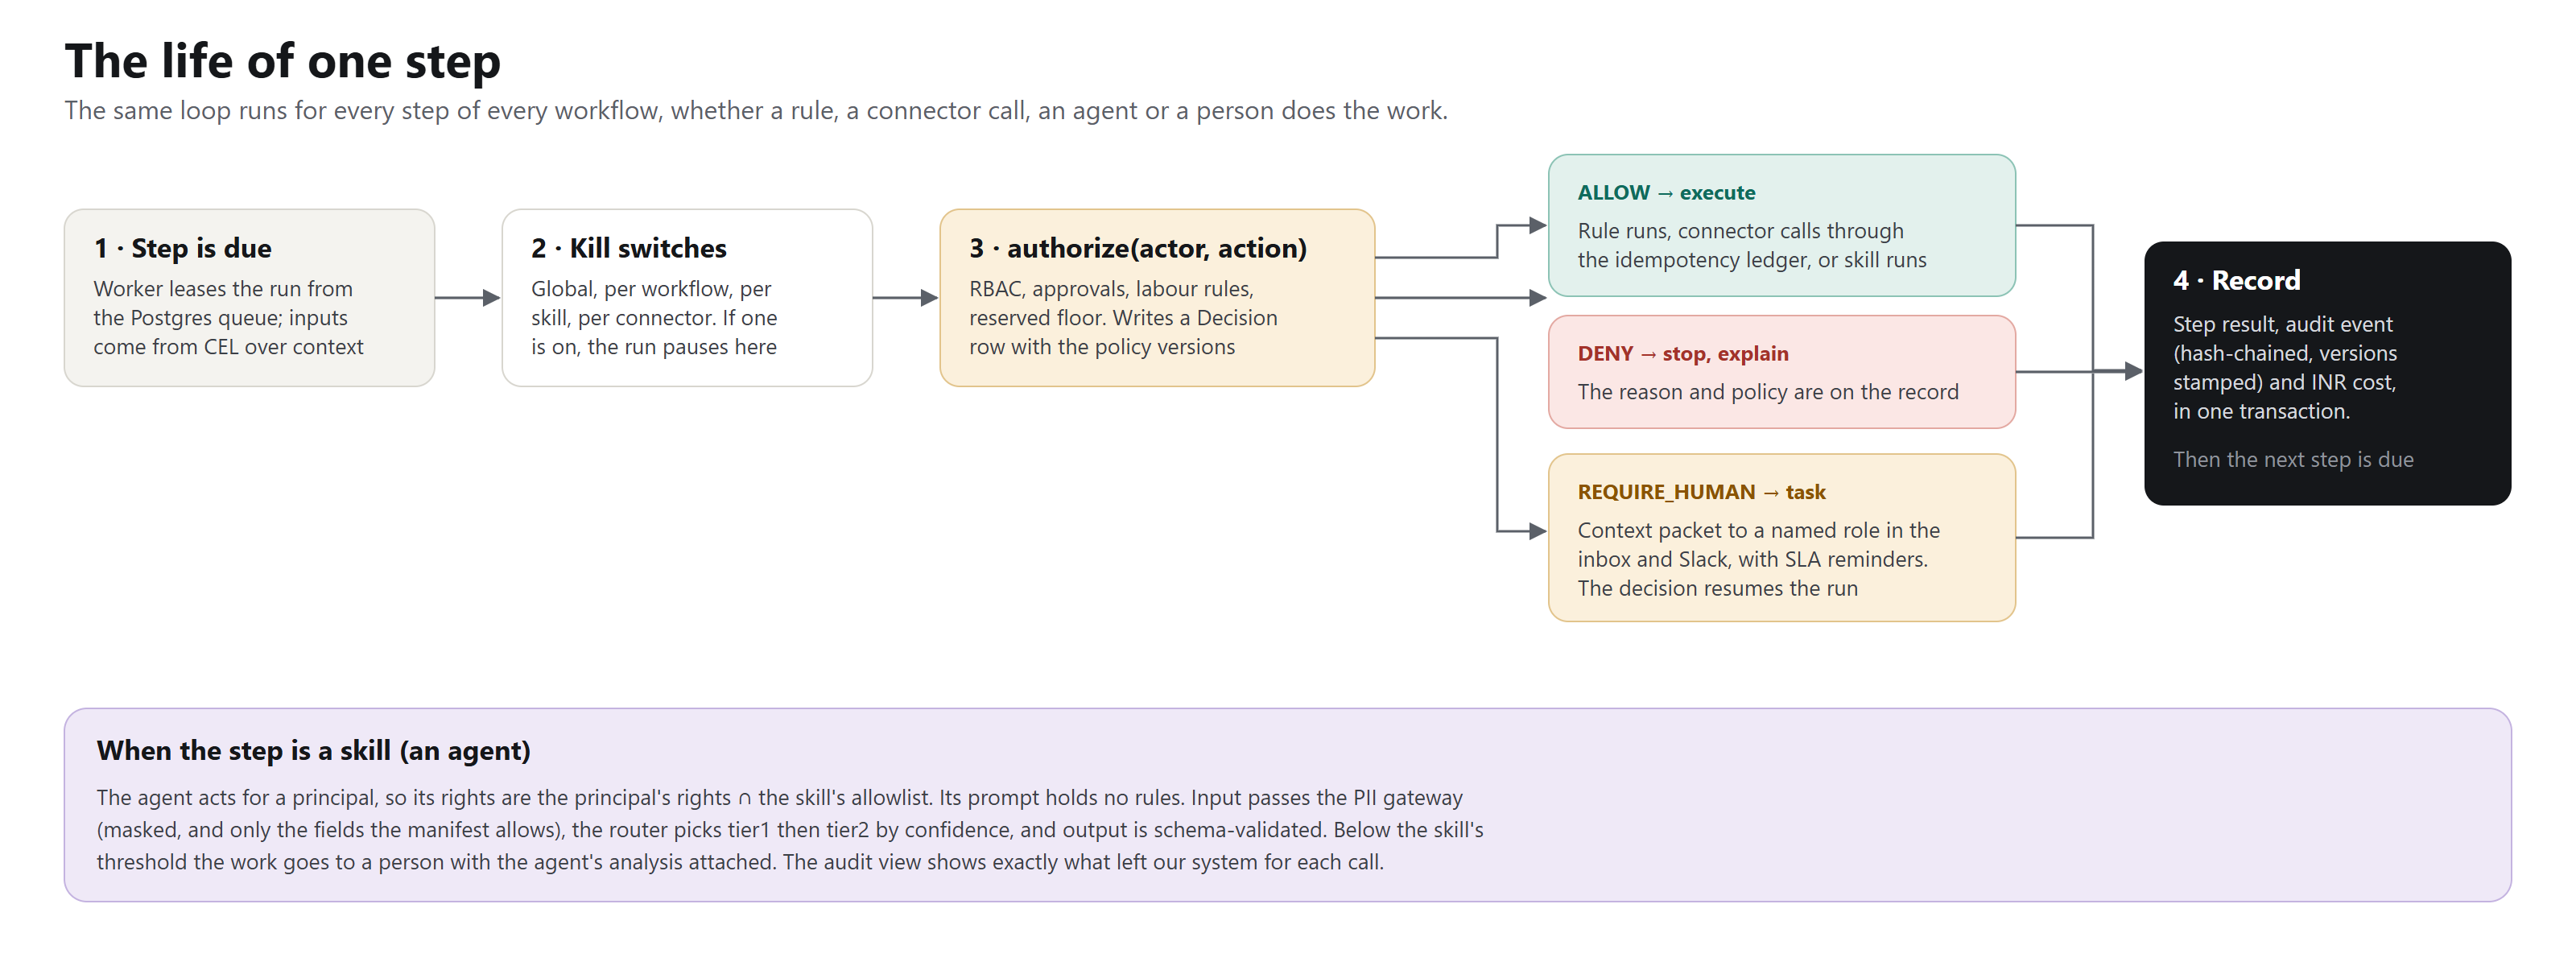 The life of one step
The same loop runs for every step of every workflow, whether a rule, a connector call, an agent or a person does the work.
1 · Step is due
Worker leases the run from
the Postgres queue; inputs
come from CEL over context
2 · Kill switches
Global, per workflow, per
skill, per connector. If one
is on, the run pauses here
3 · authorize(actor, action)
RBAC, approvals, labour rules,
reserved floor. Writes a Decision
row with the policy versions
ALLOW → execute
Rule runs, connector calls through
the idempotency ledger, or skill runs
DENY → stop, explain
The reason and policy are on the record
REQUIRE_HUMAN → task
Context packet to a named role in the
inbox and Slack, with SLA reminders.
The decision resumes the run
4 · Record
Step result, audit event
(hash-chained, versions
stamped) and INR cost,
in one transaction.
Then the next step is due
When the step is a skill (an agent)
The agent acts for a principal, so its rights are the principal's rights ∩ the skill's allowlist. Its prompt holds no rules. Input passes the PII gateway
(masked, and only the fields the manifest allows), the router picks tier1 then tier2 by confidence, and output is schema-validated. Below the skill's
threshold the work goes to a person with the agent's analysis attached. The audit view shows exactly what left our system for each call.